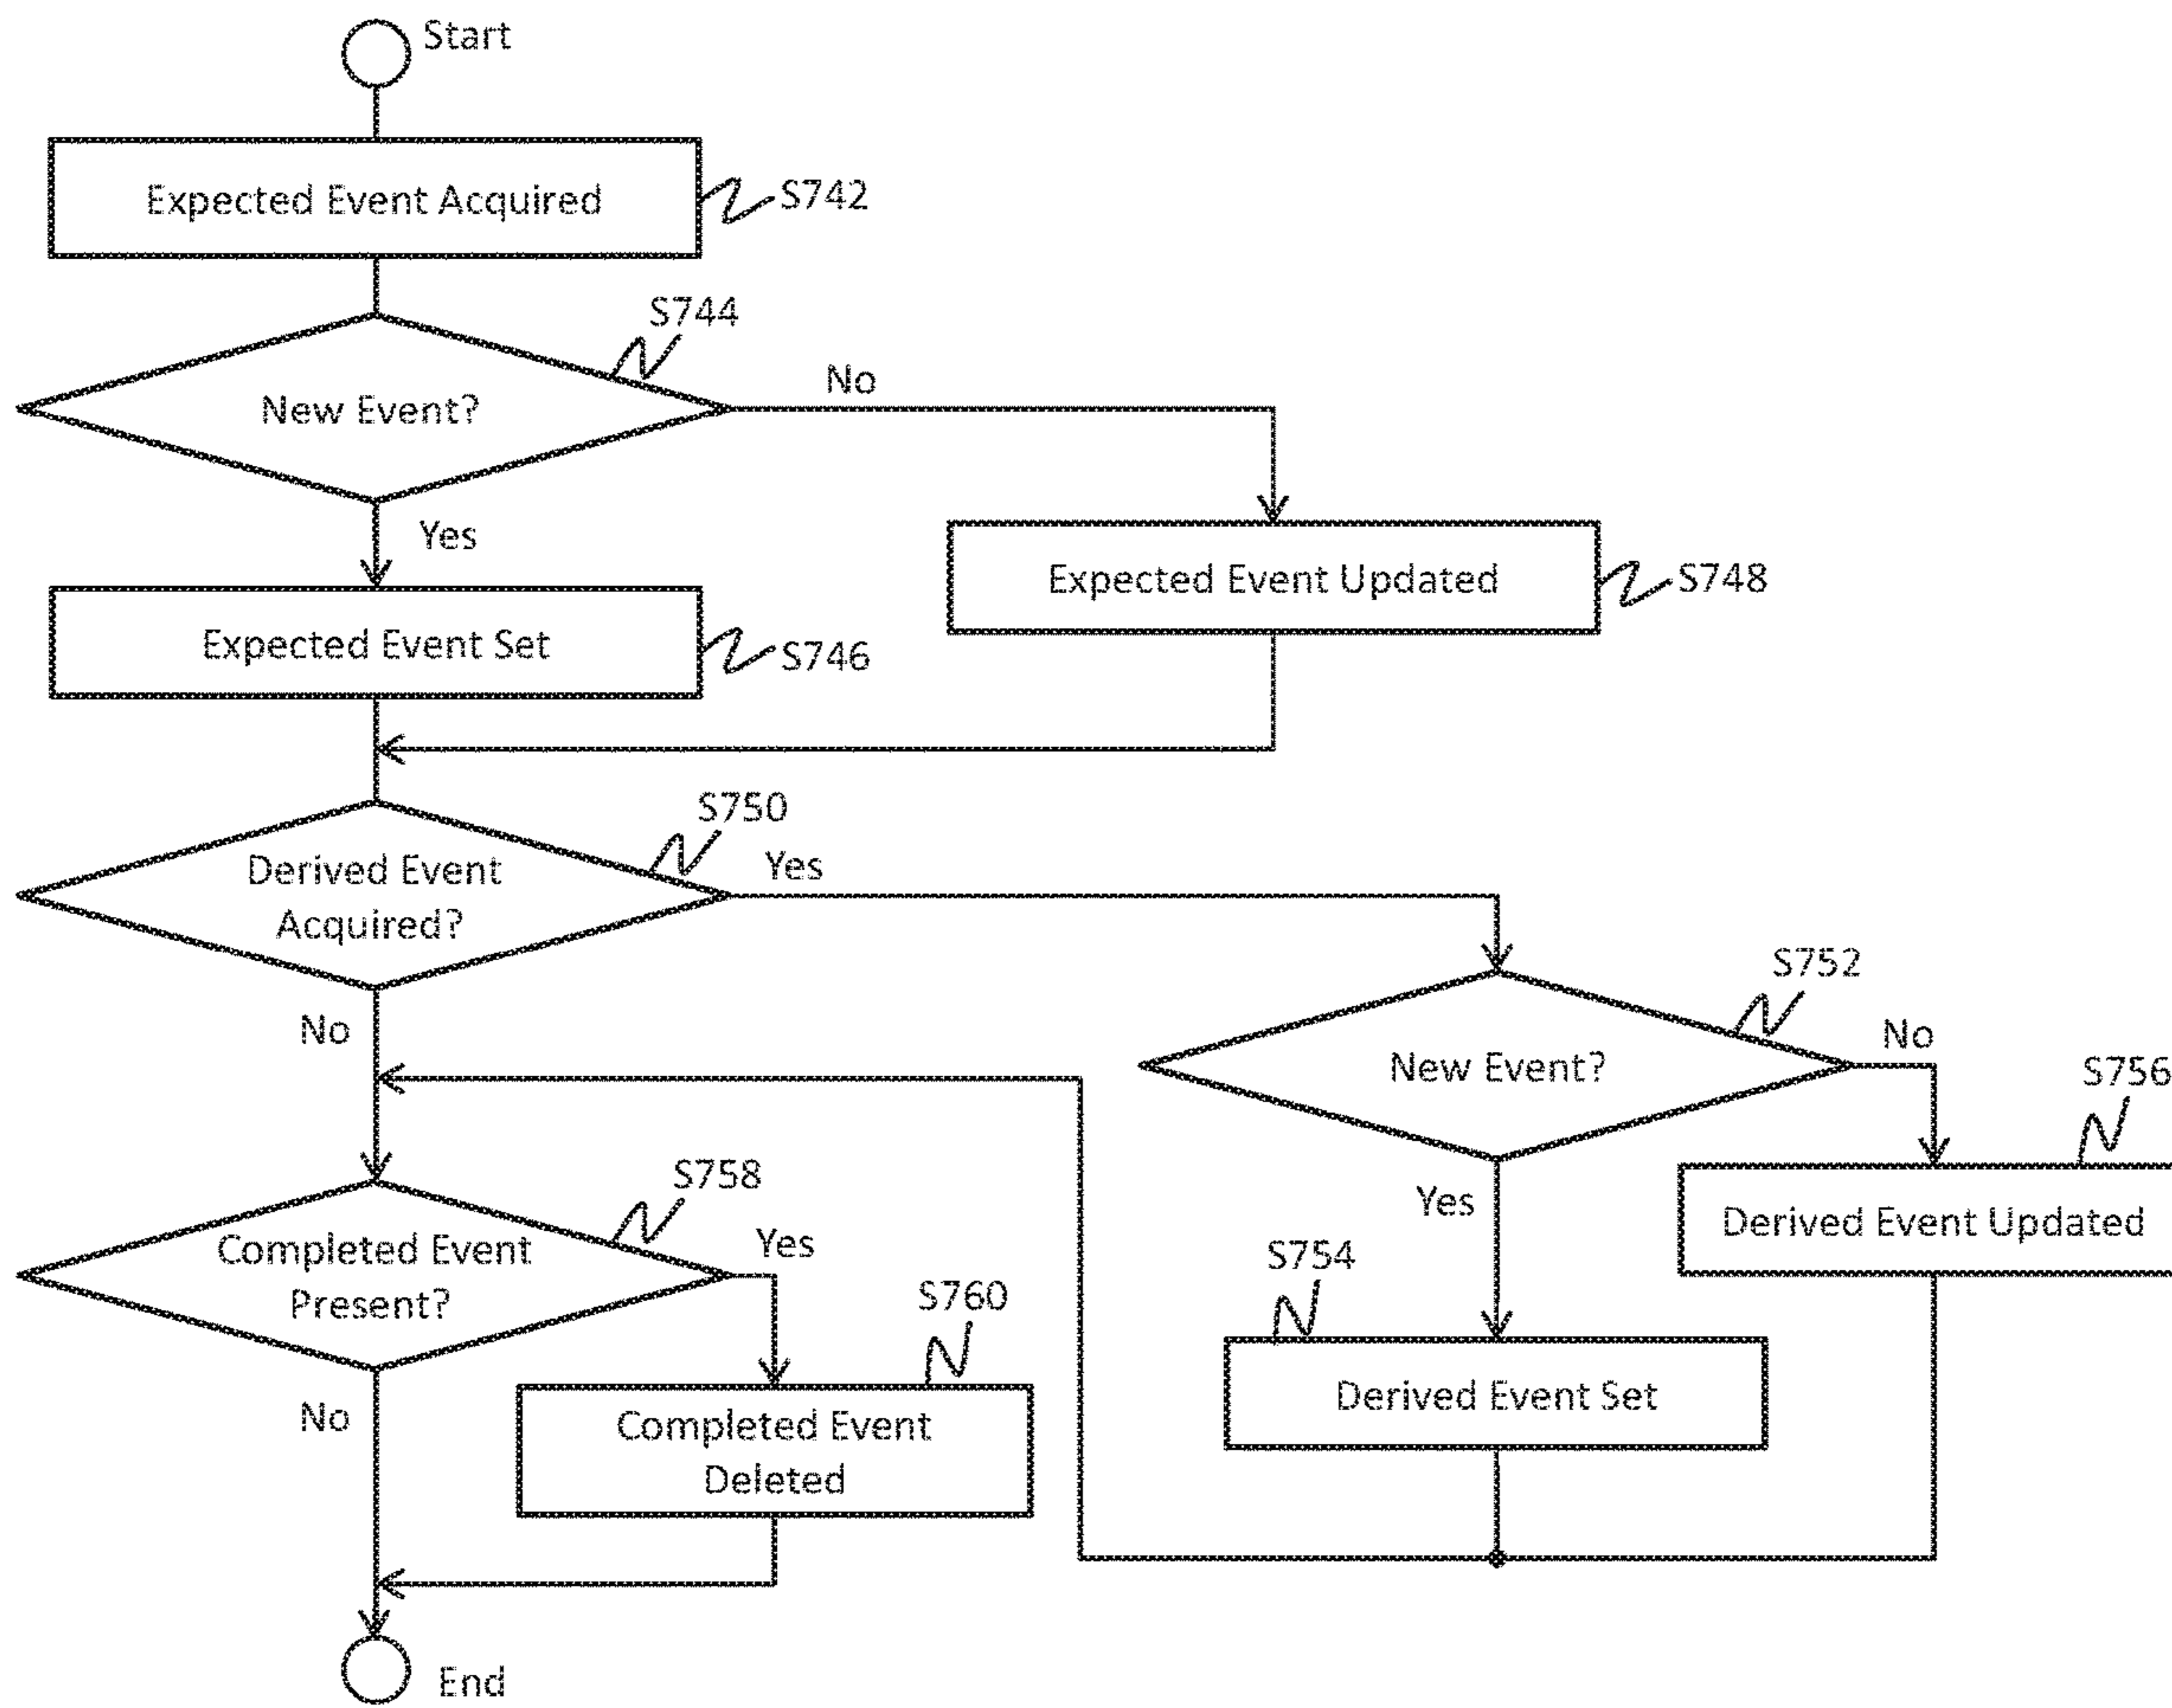 Start
Expected Event Acquired
S742
S744
New Event?
No
Yes
Expected Event Updated
S748
Expected Event Set
S746
S750
Derived Event
Acquired?
Yes
No
S752
New Event?
No
S756
Yes
Derived Event Updated
S754
Derived Event Set
S758
Completed Event
Present?
Yes
S760
No
Completed Event
Deleted
End